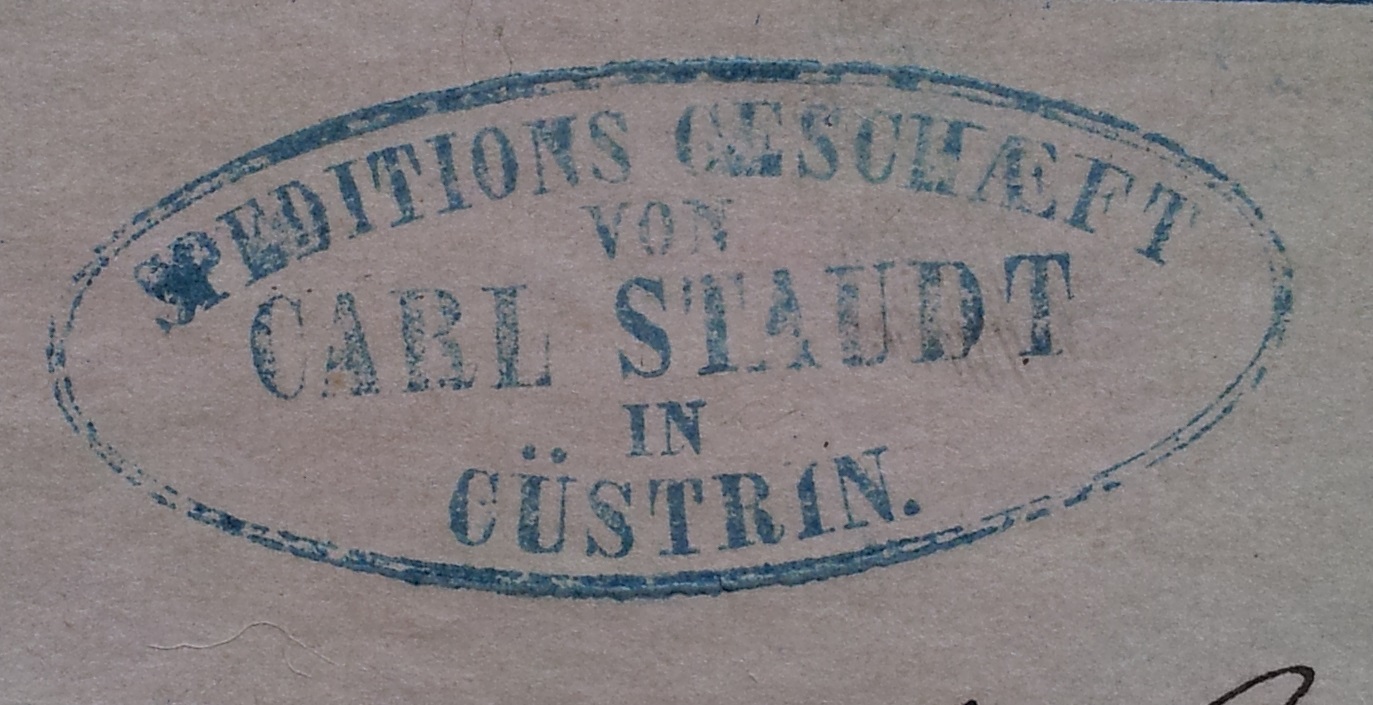 SPEDITIONS GESCHÆFT
VON
CARL STAUDT
IN
CÜSTRIN.